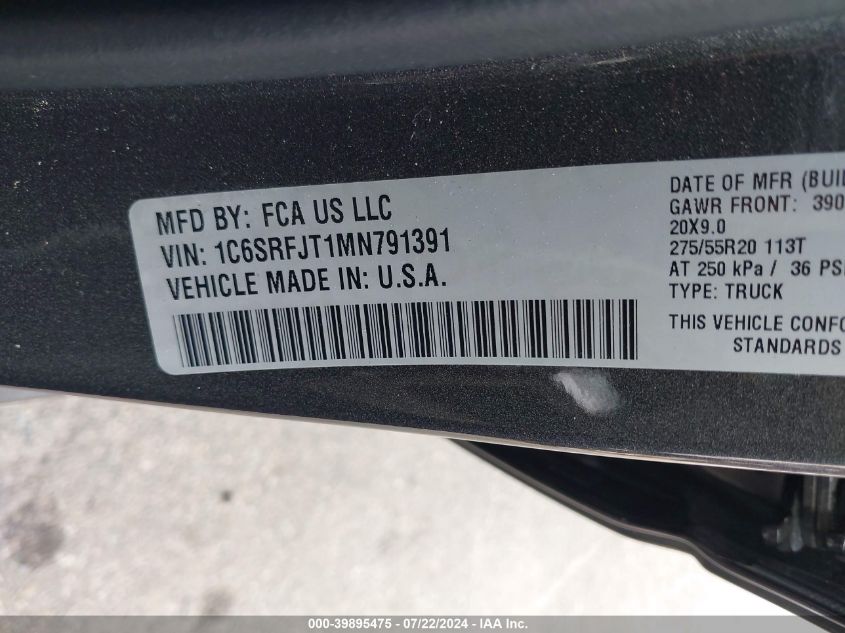 MFD BY: FCA US LLC
VIN: 1C6SRFJT1MN791391
VEHICLE MADE IN: U.S.A.
DATE OF MFR
GAWR FRONT:
20X9.0
275/55R20 113T
AT 250 kPa / 36
TYPE: TRUCK
THIS VEHICLE
STANDARDS
000-39895475 / 07/22/2024 - IAA Inc.